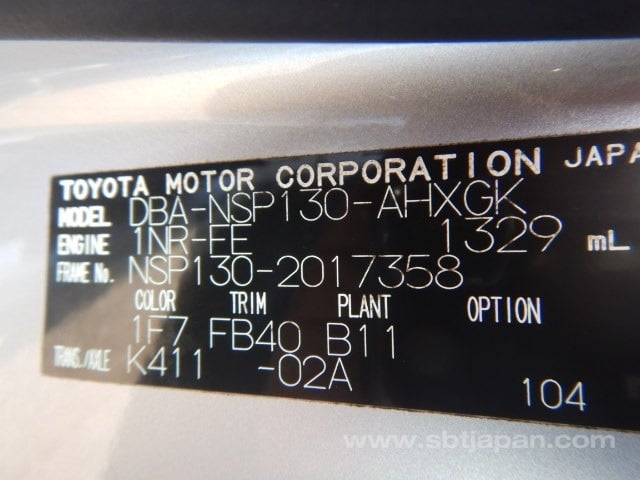 TOYOTA MOTOR CORPORATION JAPA
MODEL DBA-NSP130-AHXGK
ENGINE 1NR-FE 1329 mL
FRAME No. NSP130-2017358
COLOR TRIM PLANT OPTION
1F7 FB40 B11
TRANS./AXLE K411 -02A
104
www.sbtjapan.com